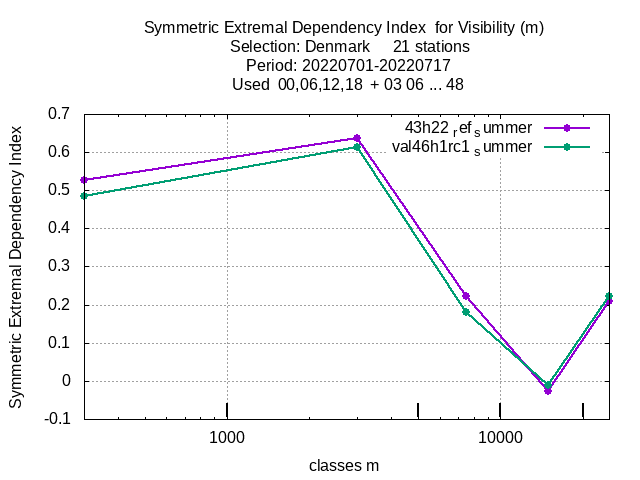 Symmetric Extremal Dependency Index for Visibility (m)
Selection: Denmark 21 stations
Period: 20220701-20220717
Used 00,06,12,18 + 03 06 ... 48
Symmetric Extremal Dependency Index
0.7
0.6
0.5
0.4
0.3
0.2
0.1
0
-0.1
43h22 ref summer
val46h1rc1 summer
1000
10000
classes m